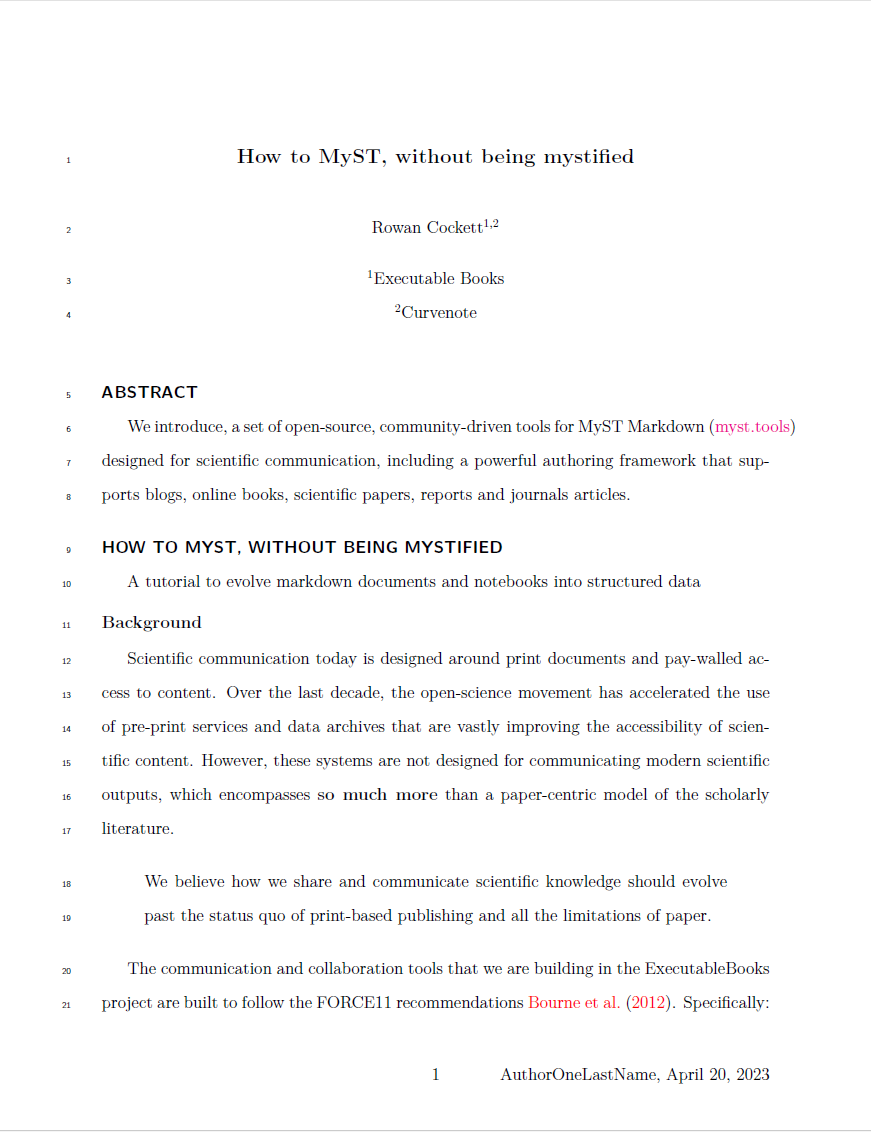 1 How to MyST, without being mystified
2 Rowan Cockett1,2
3 1Executable Books
4 2Curvenote
5 ABSTRACT
6 We introduce, a set of open-source, community-driven tools for MyST Markdown (myst.tools)
7 designed for scientific communication, including a powerful authoring framework that sup-
8 ports blogs, online books, scientific papers, reports and journals articles.
9 HOW TO MYST, WITHOUT BEING MYSTIFIED
10 A tutorial to evolve markdown documents and notebooks into structured data
11 Background
12 Scientific communication today is designed around print documents and pay-walled ac-
13 cess to content. Over the last decade, the open-science movement has accelerated the use
14 of pre-print services and data archives that are vastly improving the accessibility of scien-
15 tific content. However, these systems are not designed for communicating modern scientific
16 outputs, which encompasses so much more than a paper-centric model of the scholarly
17 literature.
18 We believe how we share and communicate scientific knowledge should evolve
19 past the status quo of print-based publishing and all the limitations of paper.
20 The communication and collaboration tools that we are building in the ExecutableBooks
21 project are built to follow the FORCE11 recommendations Bourne et al. (2012). Specifically:
1 AuthorOneLastName, April 20, 2023